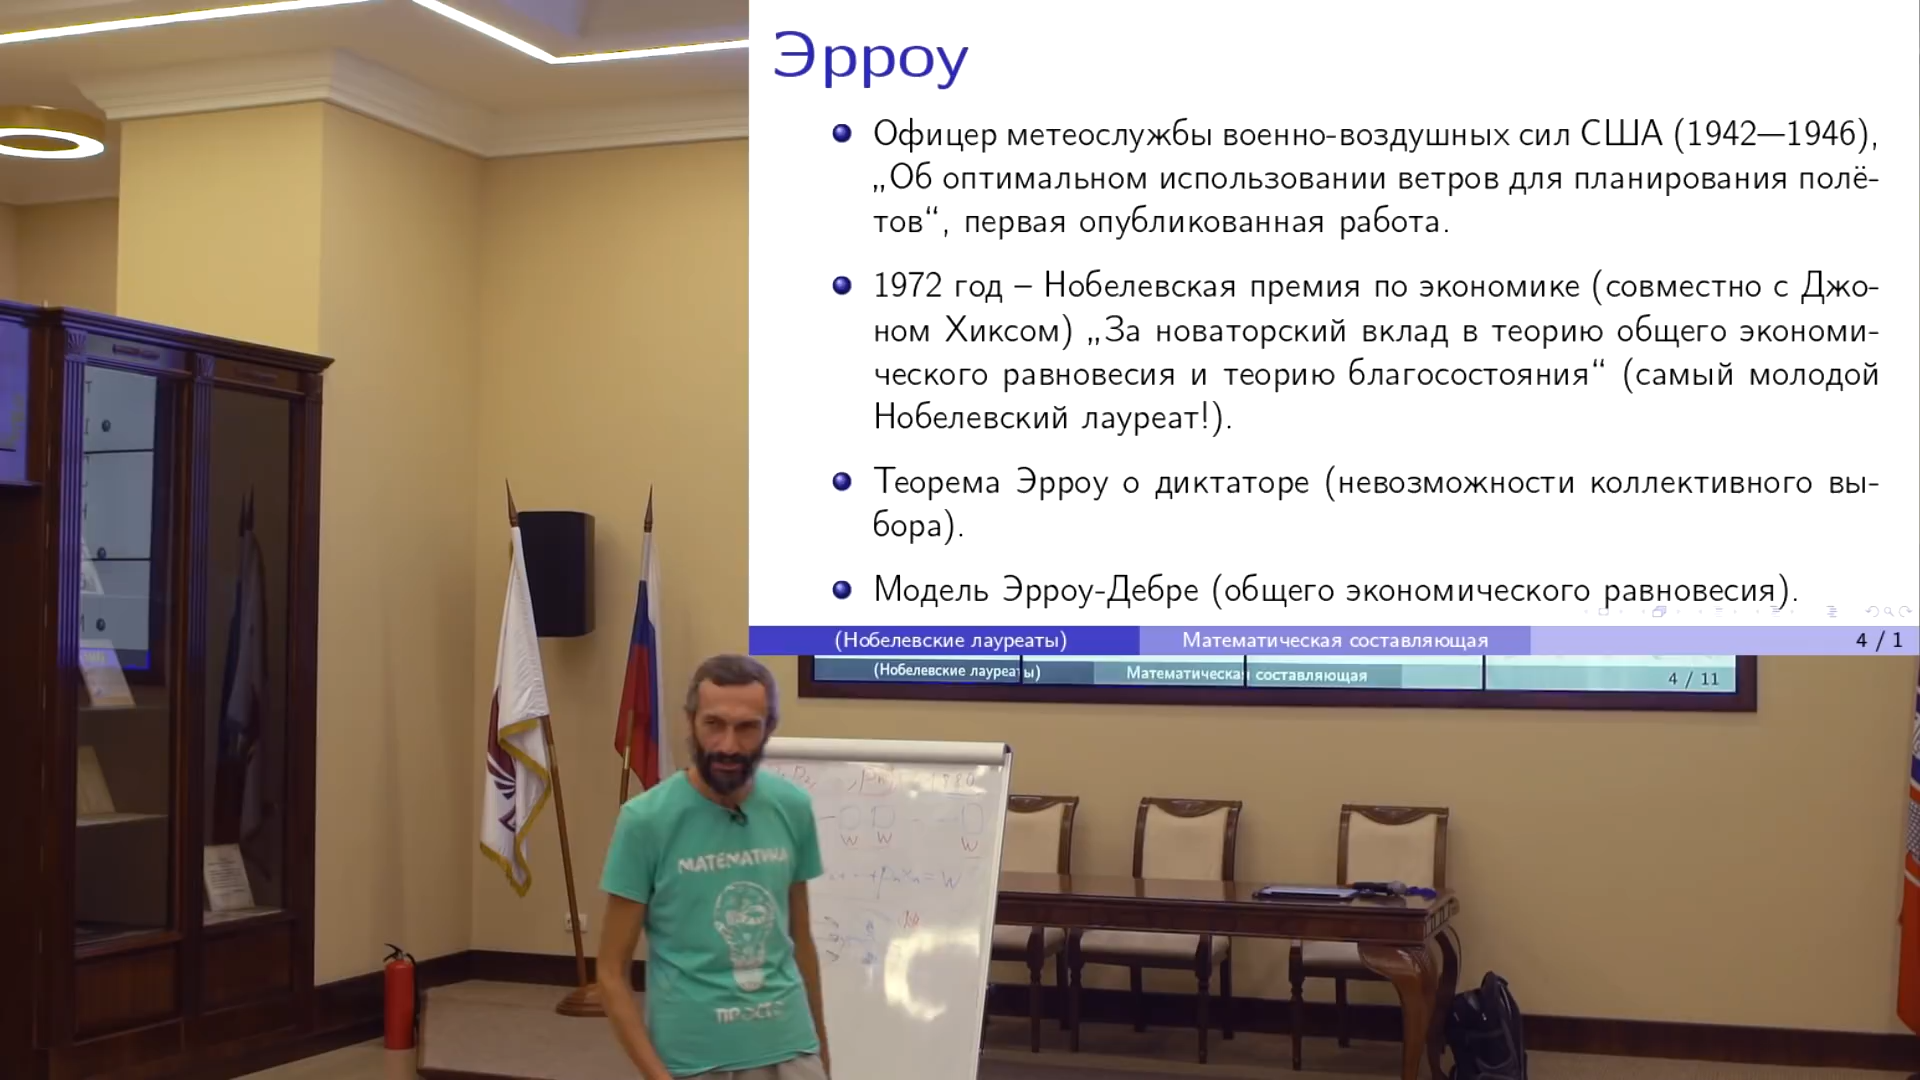 Эрроу
Офицер метеослужбы военно-воздушных сил США (1942—1946),
„Об оптимальном использовании ветров для планирования полё-
тов“, первая опубликованная работа.
1972 год – Нобелевская премия по экономике (совместно с Джо-
ном Хиксом) „За новаторский вклад в теорию общего экономи-
ческого равновесия и теорию благосостояния“ (самый молодой
Нобелевский лауреат!).
Теорема Эрроу о диктаторе (невозможности коллективного вы-
бора).
Модель Эрроу-Дебре (общего экономического равновесия).
(Нобелевские лауреаты) Математическая составляющая 4 / 1
(Нобелевские лауреаты) Математическая составляющая 4 / 11
МАТЕМАТИКА
ПРОСТО
W W W